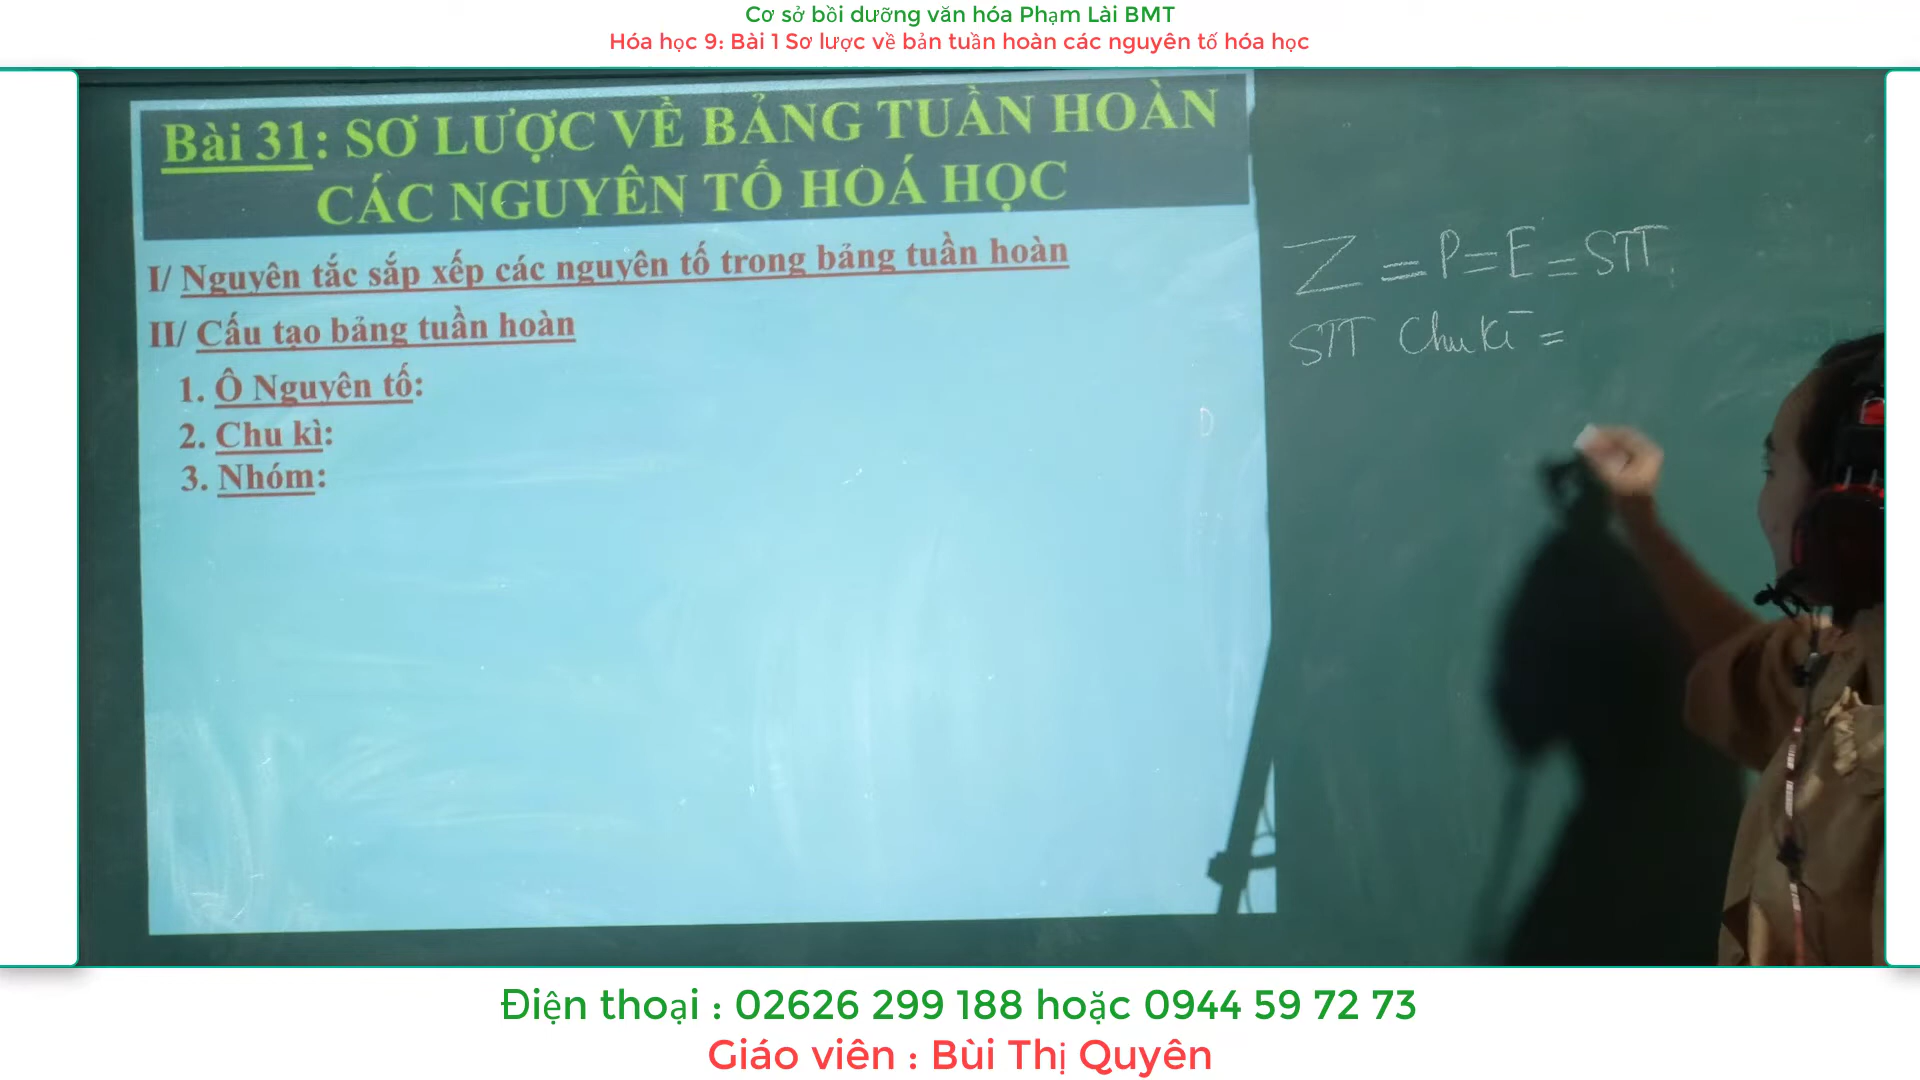 Cơ sở bồi dưỡng văn hóa Phạm Lài BMT
Hóa học 9: Bài 1 Sơ lược về bản tuần hoàn các nguyên tố hóa học
Bài 31: SƠ LƯỢC VỀ BẢNG TUẦN HOÀN
CÁC NGUYÊN TỐ HOÁ HỌC
I/ Nguyên tắc sắp xếp các nguyên tố trong bảng tuần hoàn
II/ Cấu tạo bảng tuần hoàn
1. Ô Nguyên tố:
2. Chu kì:
3. Nhóm:
Z = P = E = STT
STT Chu kì =
Điện thoại : 02626 299 188 hoặc 0944 59 72 73
Giáo viên : Bùi Thị Quyên